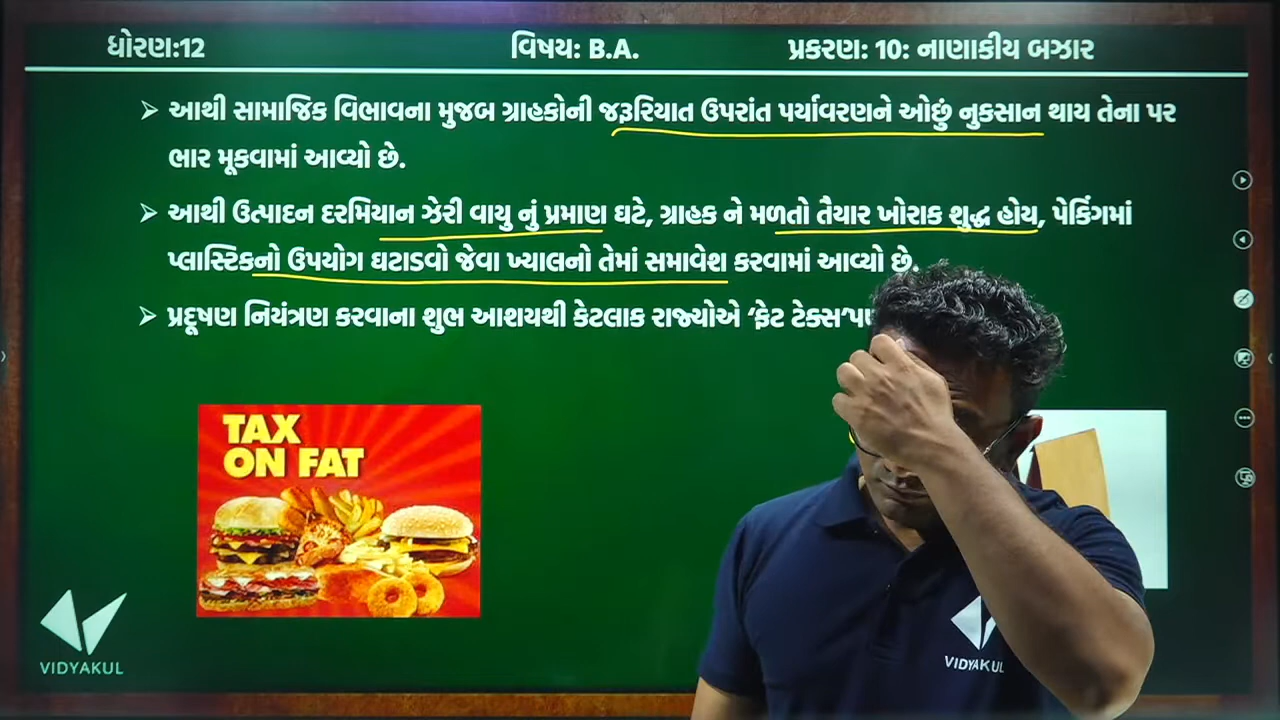 ધોરણ:12 વિષય: B.A. પ્રકરણ: 10: નાણાકીય બઝાર
➢ આથી સામાજિક વિભાવના મુજબ ગ્રાહકોની જરૂરિયાત ઉપરાંત પર્યાવરણને ઓછું નુકસાન થાય તેના પર
ભાર મૂકવામાં આવ્યો છે.
➢ આથી ઉત્પાદન દરમિયાન ઝેરી વાયુ નું પ્રમાણ ઘટે, ગ્રાહક ને મળતો તૈયાર ખોરાક શુદ્ધ હોય, પેકિંગમાં
પ્લાસ્ટિકનો ઉપયોગ ઘટાડવો જેવા ખ્યાલનો તેમાં સમાવેશ કરવામાં આવ્યો છે.
➢ પ્રદૂષણ નિયંત્રણ કરવાના શુભ આશયથી કેટલાક રાજ્યોએ ‘ફેટ ટેક્સ’
TAX
ON FAT
VIDYAKUL
VIDYAKUL